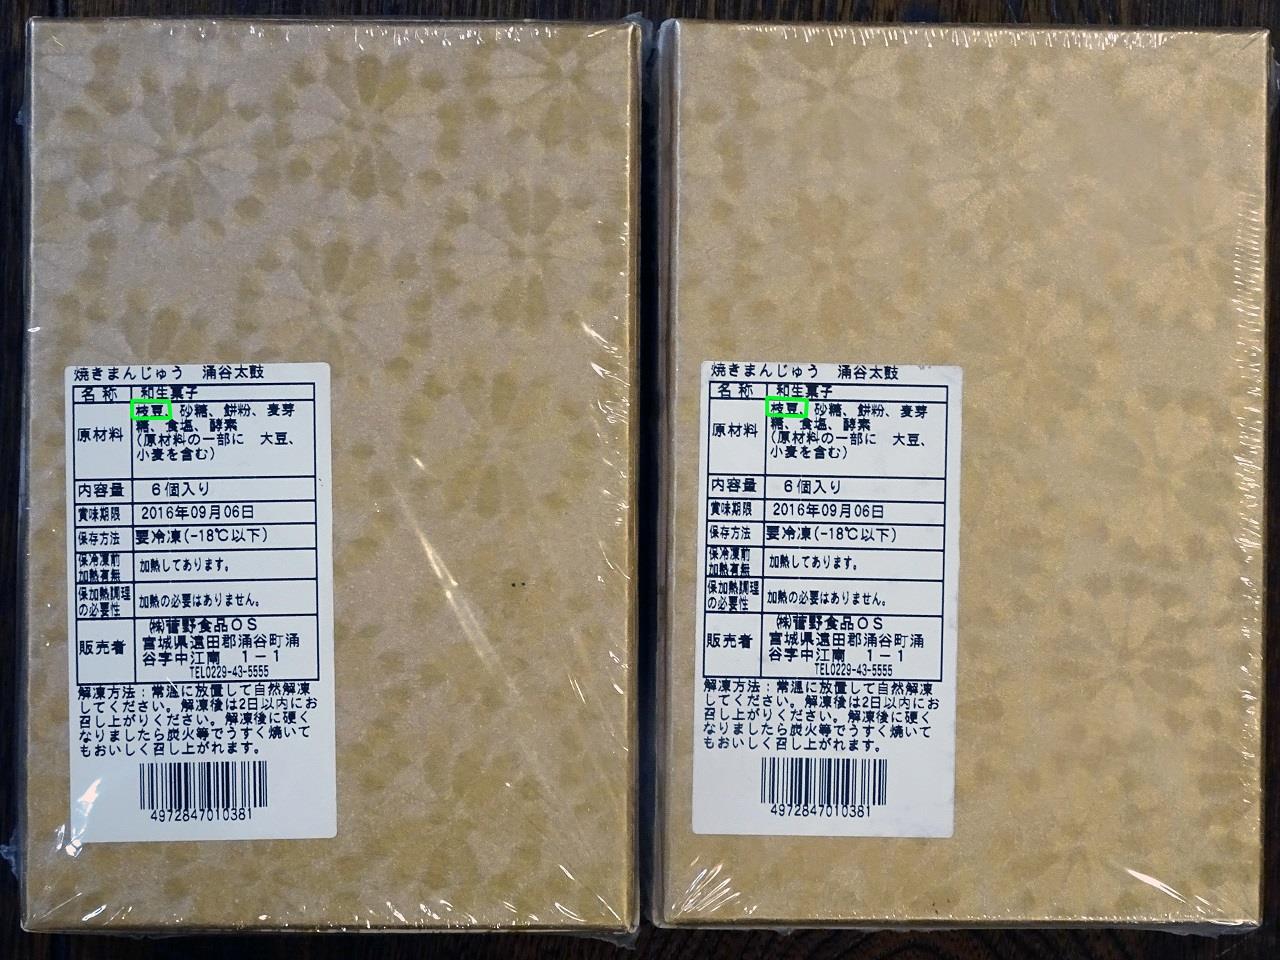 焼きまんじゅう　涌谷太鼓
名 称 和生菓子
原材料 枝豆、砂糖、餅粉、麦芽
糖、食塩、酵素
(原材料の一部に　大豆、
小麦を含む)
内容量 6個入り
賞味期限 2016年09月06日
保存方法 要冷凍(-18℃以下)
保冷凍前
加熱有無 加熱してあります。
保加熱調理
の必要性 加熱の必要はありません。
販売者 ㈱菅野食品OS
宮城県遠田郡涌谷町涌
谷字中江南　1-1
TEL0229-43-5555
解凍方法：常温に放置して自然解凍
してください。解凍後は2日以内にお
召し上がりください。解凍後に硬く
なりましたら炭火等でうすく焼いて
もおいしく召し上がれます。
4972847010381
焼きまんじゅう　涌谷太鼓
名 称 和生菓子
原材料 枝豆、砂糖、餅粉、麦芽
糖、食塩、酵素
(原材料の一部に　大豆、
小麦を含む)
内容量 6個入り
賞味期限 2016年09月06日
保存方法 要冷凍(-18℃以下)
保冷凍前
加熱有無 加熱してあります。
保加熱調理
の必要性 加熱の必要はありません。
販売者 ㈱菅野食品OS
宮城県遠田郡涌谷町涌
谷字中江南　1-1
TEL0229-43-5555
解凍方法：常温に放置して自然解凍
してください。解凍後は2日以内にお
召し上がりください。解凍後に硬く
なりましたら炭火等でうすく焼いて
もおいしく召し上がれます。
4972847010381